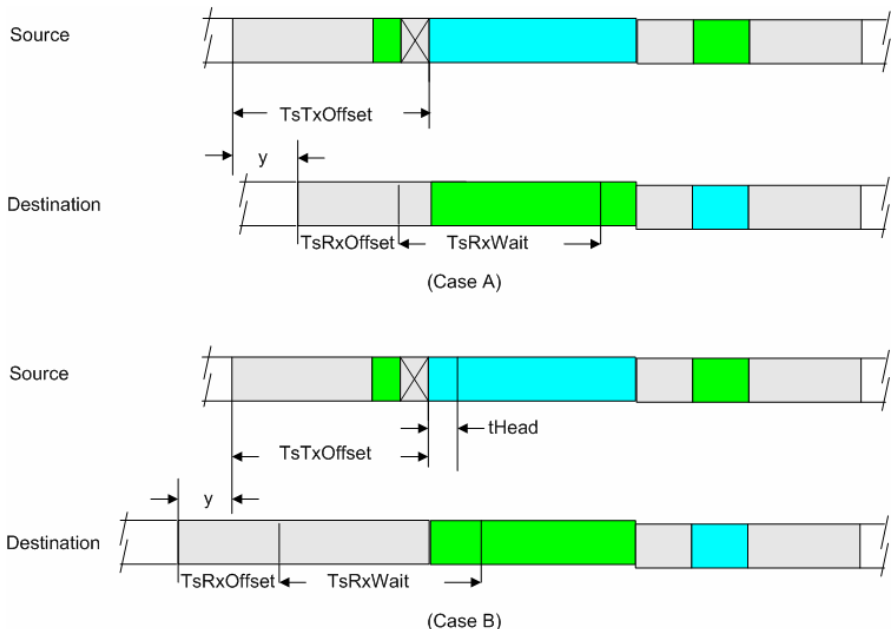 Source
TsTxOffset
y
Destination
TsRxOffset TsRxWait
(Case A)
Source
tHead
TsTxOffset
y
Destination
TsRxOffset TsRxWait
(Case B)